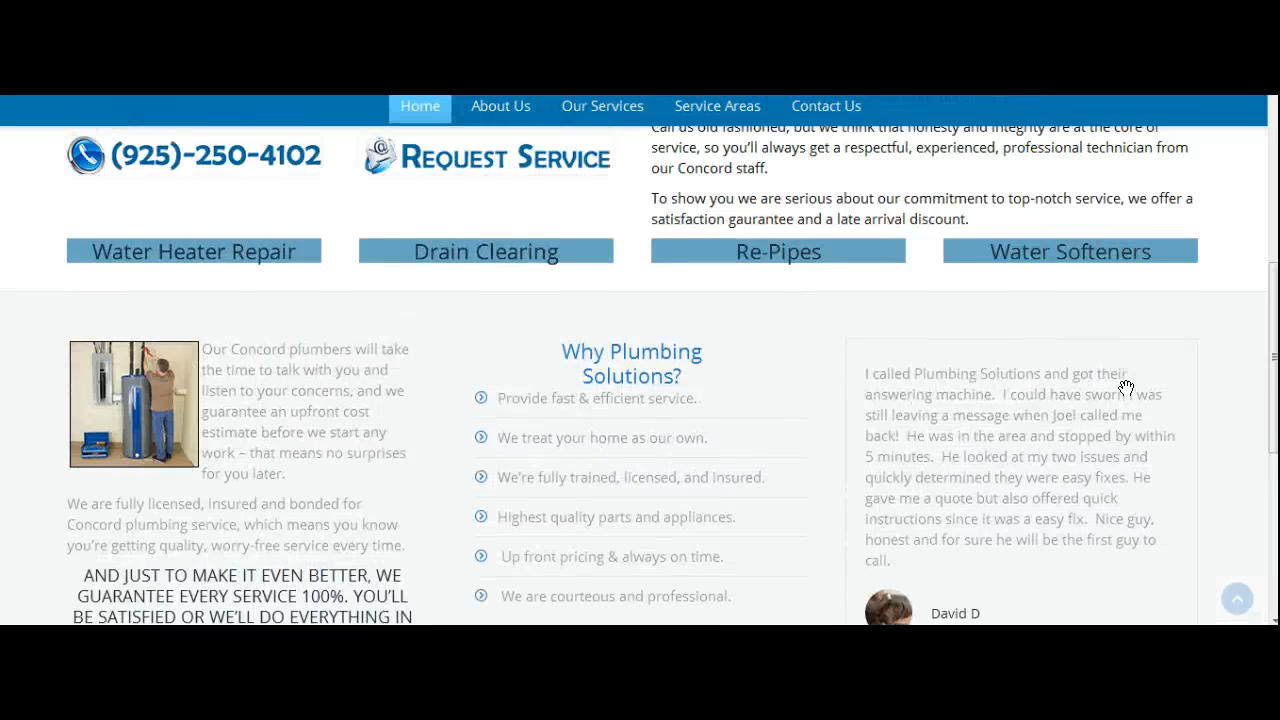 Home About Us Our Services Service Areas Contact Us
(925)-250-4102
REQUEST SERVICE
Call us old fashioned, but we think that honesty and integrity are at the core of
service, so you'll always get a respectful, experienced, professional technician from
our Concord staff.
To show you we are serious about our commitment to top-notch service, we offer a
satisfaction gaurantee and a late arrival discount.
Water Heater Repair Drain Clearing Re-Pipes Water Softeners
Our Concord plumbers will take
the time to talk with you and
listen to your concerns, and we
guarantee an upfront cost
estimate before we start any
work – that means no surprises
for you later.
We are fully licensed, insured and bonded for
Concord plumbing service, which means you know
you're getting quality, worry-free service every time.
AND JUST TO MAKE IT EVEN BETTER, WE
GUARANTEE EVERY SERVICE 100%. YOU'LL
BE SATISFIED OR WE'LL DO EVERYTHING IN
Why Plumbing
Solutions?
Provide fast & efficient service.
We treat your home as our own.
We're fully trained, licensed, and insured.
Highest quality parts and appliances.
Up front pricing & always on time.
We are courteous and professional.
I called Plumbing Solutions and got their
answering machine. I could have sworn I was
still leaving a message when Joel called me
back! He was in the area and stopped by within
5 minutes. He looked at my two issues and
quickly determined they were easy fixes. He
gave me a quote but also offered quick
instructions since it was a easy fix. Nice guy,
honest and for sure he will be the first guy to
call.
David D